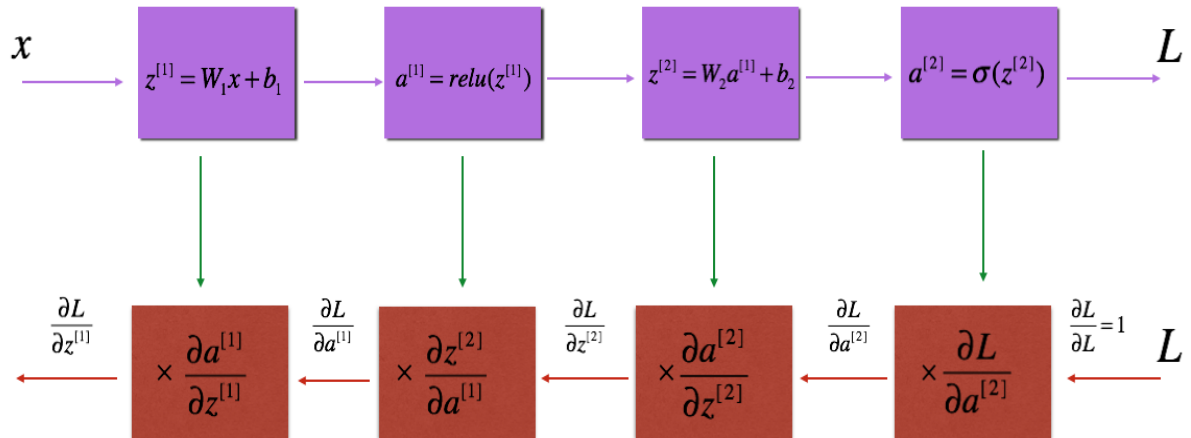 x
z^{[1]} = W_1 x + b_1
a^{[1]} = relu(z^{[1]})
z^{[2]} = W_2 a^{[1]} + b_2
a^{[2]} = σ(z^{[2]})
L
∂L/∂z^{[1]}
× ∂a^{[1]}/∂z^{[1]}
∂L/∂a^{[1]}
× ∂z^{[2]}/∂a^{[1]}
∂L/∂z^{[2]}
× ∂a^{[2]}/∂z^{[2]}
∂L/∂a^{[2]}
× ∂L/∂a^{[2]}
∂L/∂L = 1
L